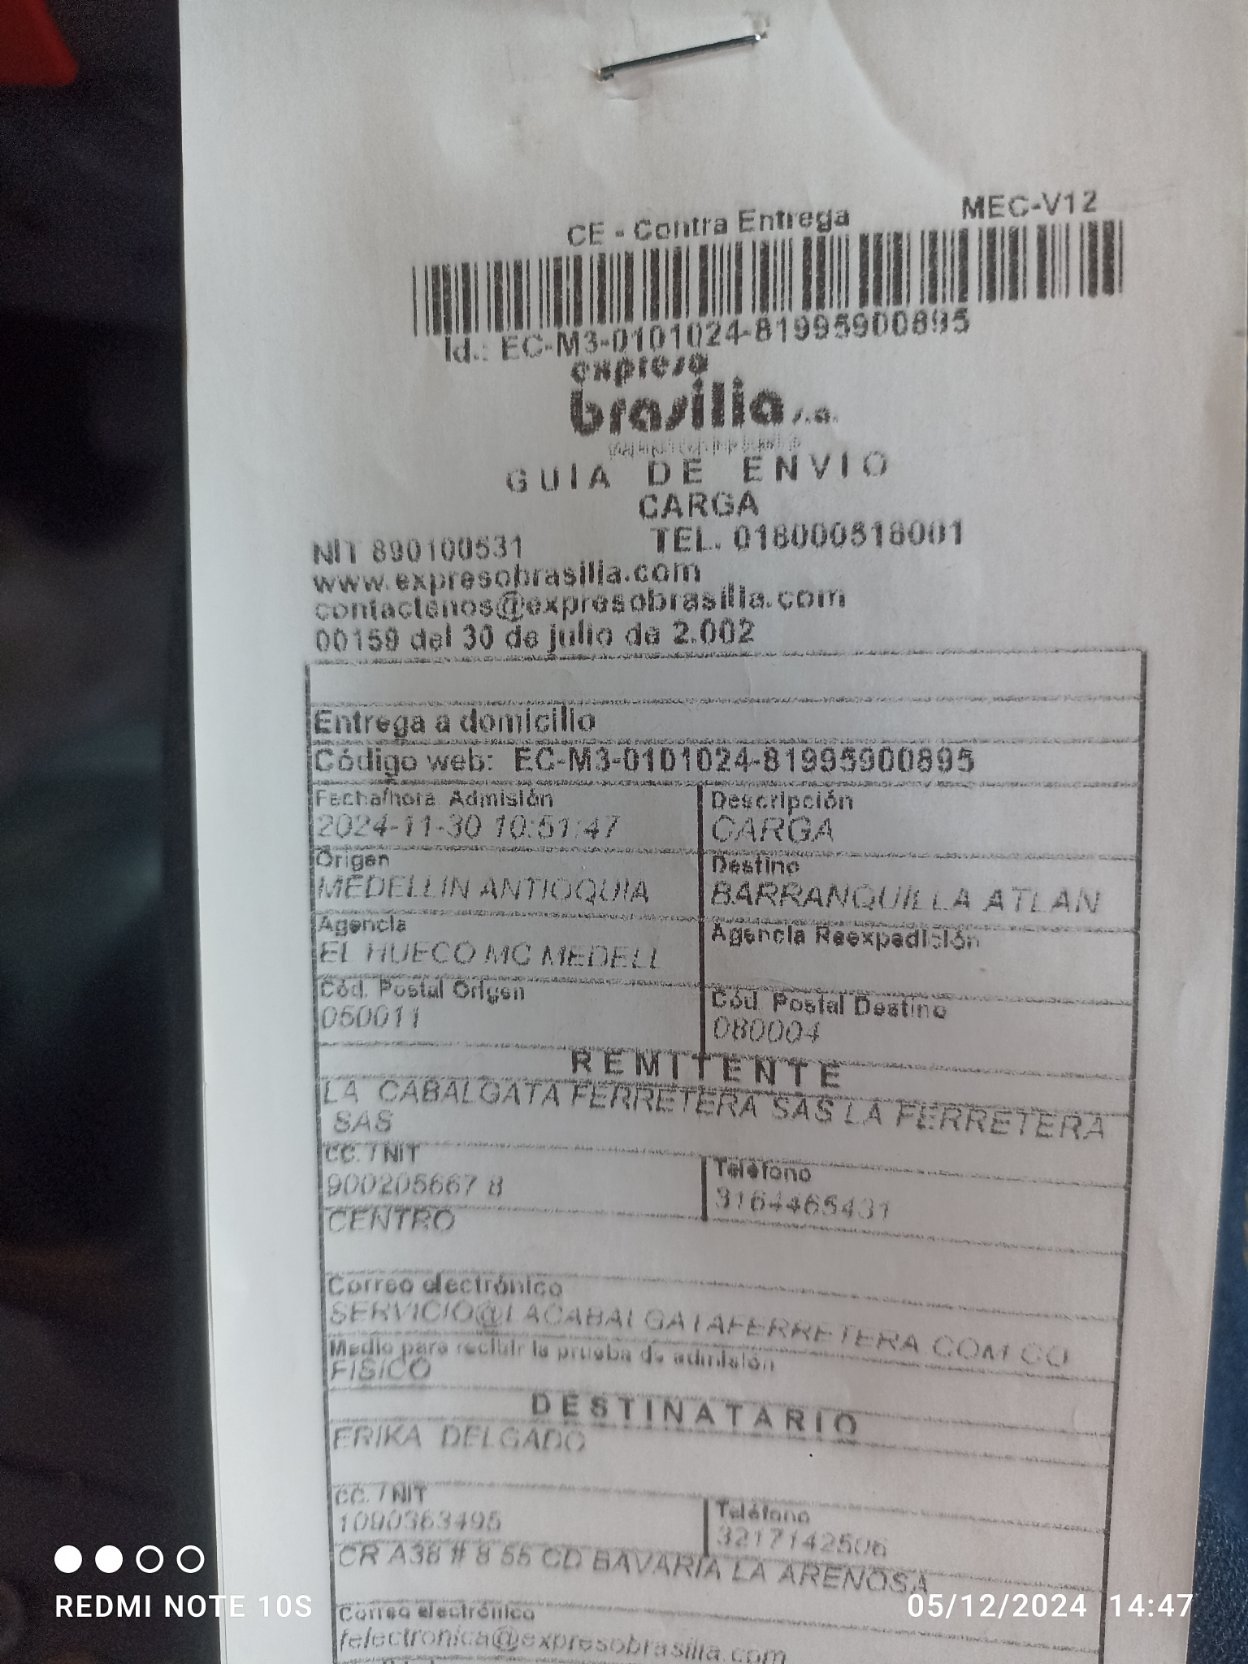 CE - Contra Entrega MEC-V12
Id.: EC-M3-0101024-81995900895
expreso
brasilia s.a.
GUIA DE ENVIO
CARGA
NIT 890100531 TEL. 018000518001
www.expresobrasilia.com
contactenos@expresobrasilia.com
00159 del 30 de julio de 2.002
Entrega a domicilio
Código web: EC-M3-0101024-81995900895
Fecha/hora Admisión Descripción
2024-11-30 10:51:47 CARGA
Origen Destino
MEDELLIN ANTIOQUIA BARRANQUILLA ATLAN
Agencia Agencia Reexpedición
EL HUECO MC MEDELL
Cód. Postal Origen Cód. Postal Destino
050011 080004
REMITENTE
LA CABALGATA FERRETERA SAS LA FERRETERA
SAS
CC. / NIT Teléfono
900205667 8 3164465431
CENTRO
Correo electrónico
SERVICIO@LACABALGATAFERRETERA.COM.CO
Medio para recibir la prueba de admisión
FISICO
DESTINATARIO
ERIKA DELGADO
CC. / NIT Teléfono
1090363495 3217142506
CR A38 # 8 55 CD BAVARIA LA ARENOSA
Correo electrónico
felectronica@expresobrasilia.com
REDMI NOTE 10S 05/12/2024 14:47